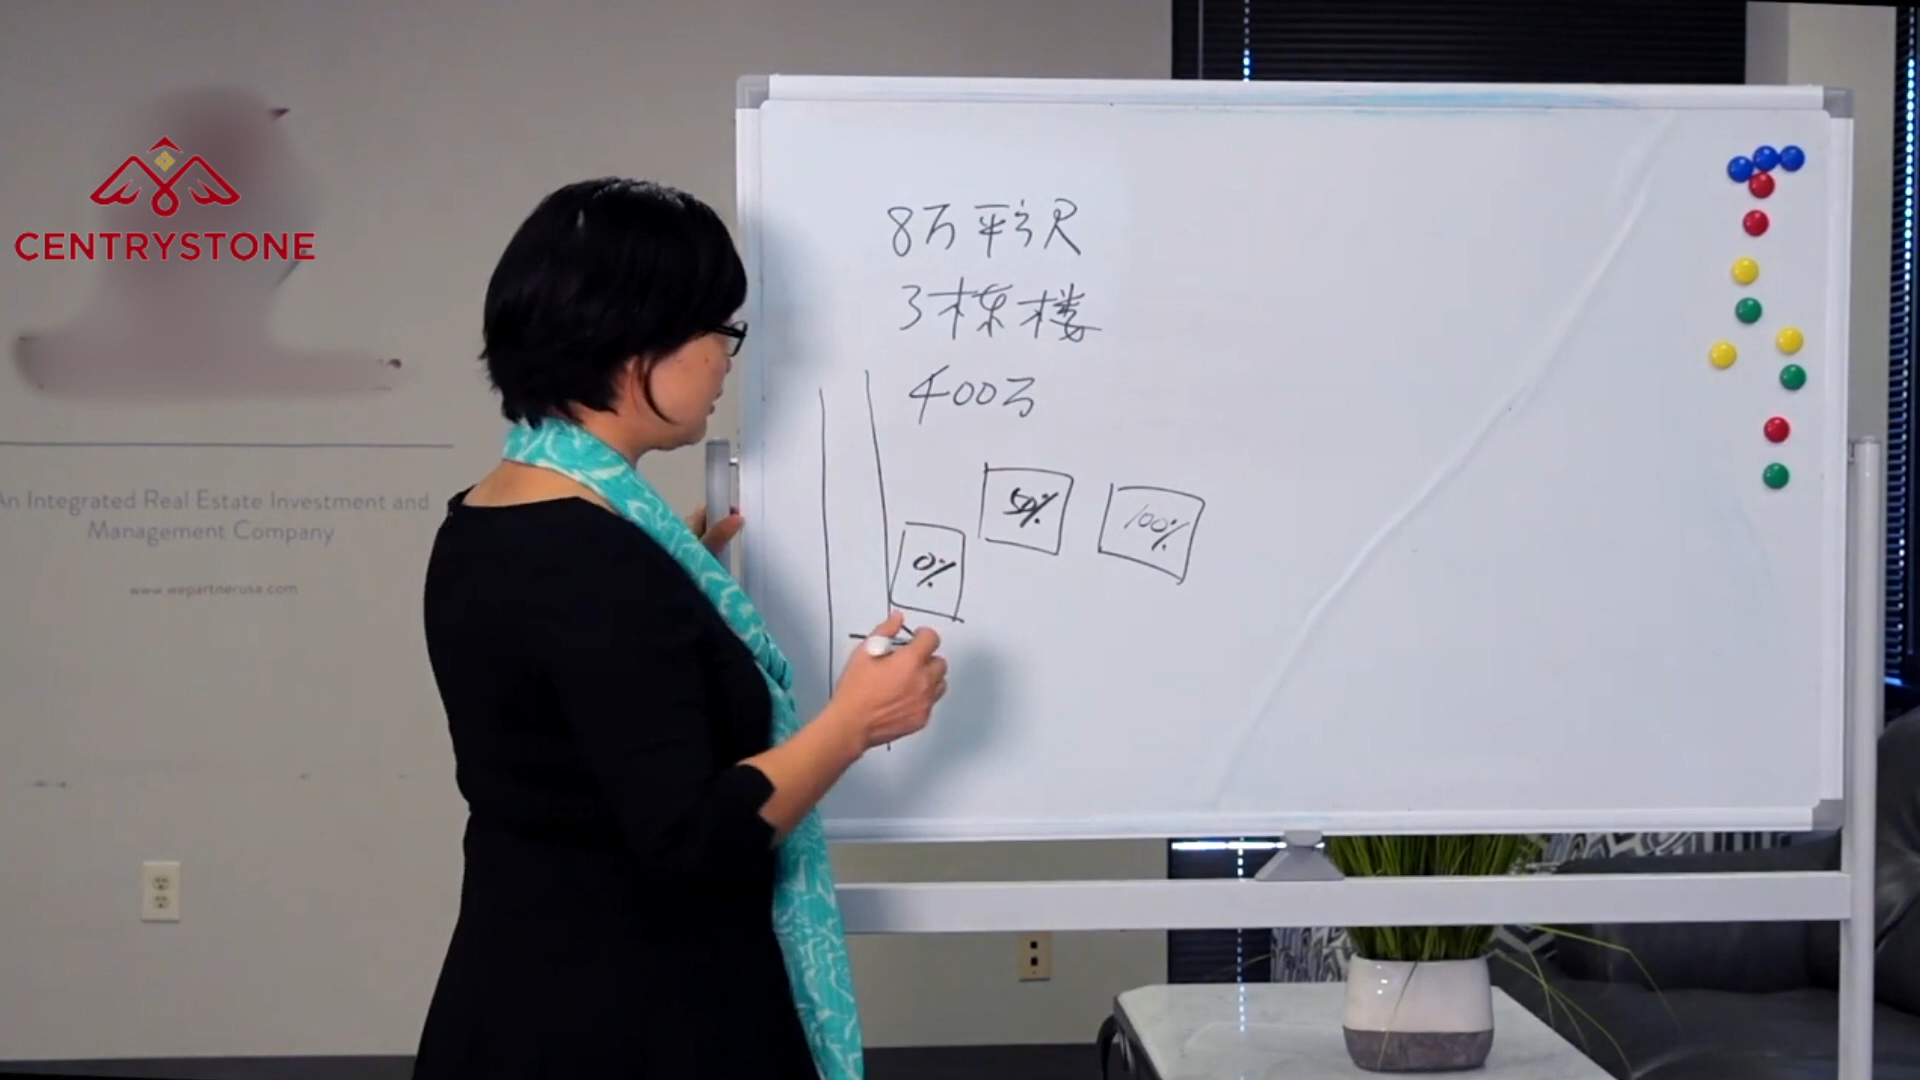 CENTRYSTONE
An Integrated Real Estate Investment and
Management Company
www.wepartnerusa.com
8万平方尺
3栋楼
400万
0%
50%
100%